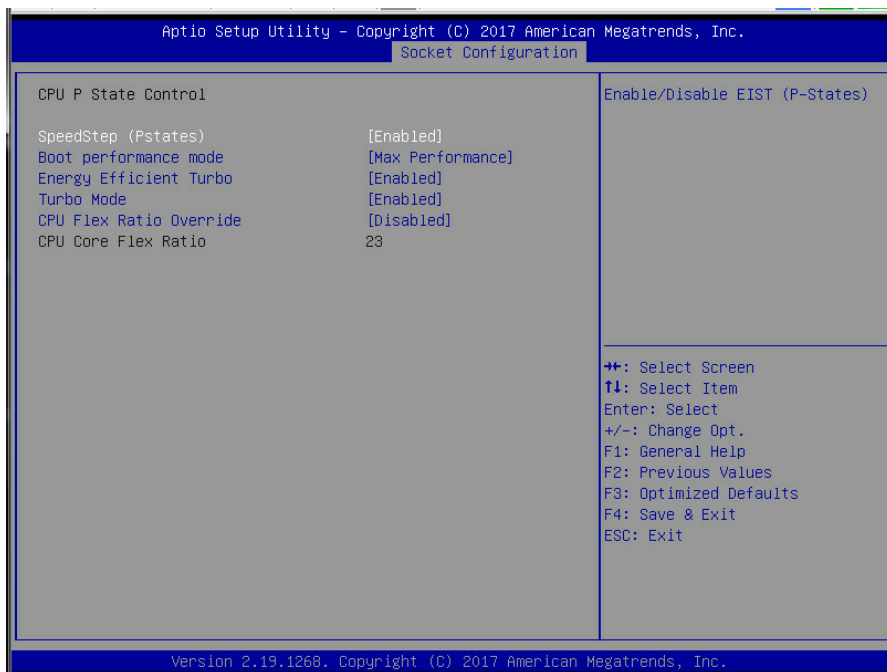 Aptio Setup Utility – Copyright (C) 2017 American Megatrends, Inc.
Socket Configuration
CPU P State Control
Enable/Disable EIST (P-States)
SpeedStep (Pstates) [Enabled]
Boot performance mode [Max Performance]
Energy Efficient Turbo [Enabled]
Turbo Mode [Enabled]
CPU Flex Ratio Override [Disabled]
CPU Core Flex Ratio 23
→←: Select Screen
↑↓: Select Item
Enter: Select
+/-: Change Opt.
F1: General Help
F2: Previous Values
F3: Optimized Defaults
F4: Save & Exit
ESC: Exit
Version 2.19.1268. Copyright (C) 2017 American Megatrends, Inc.